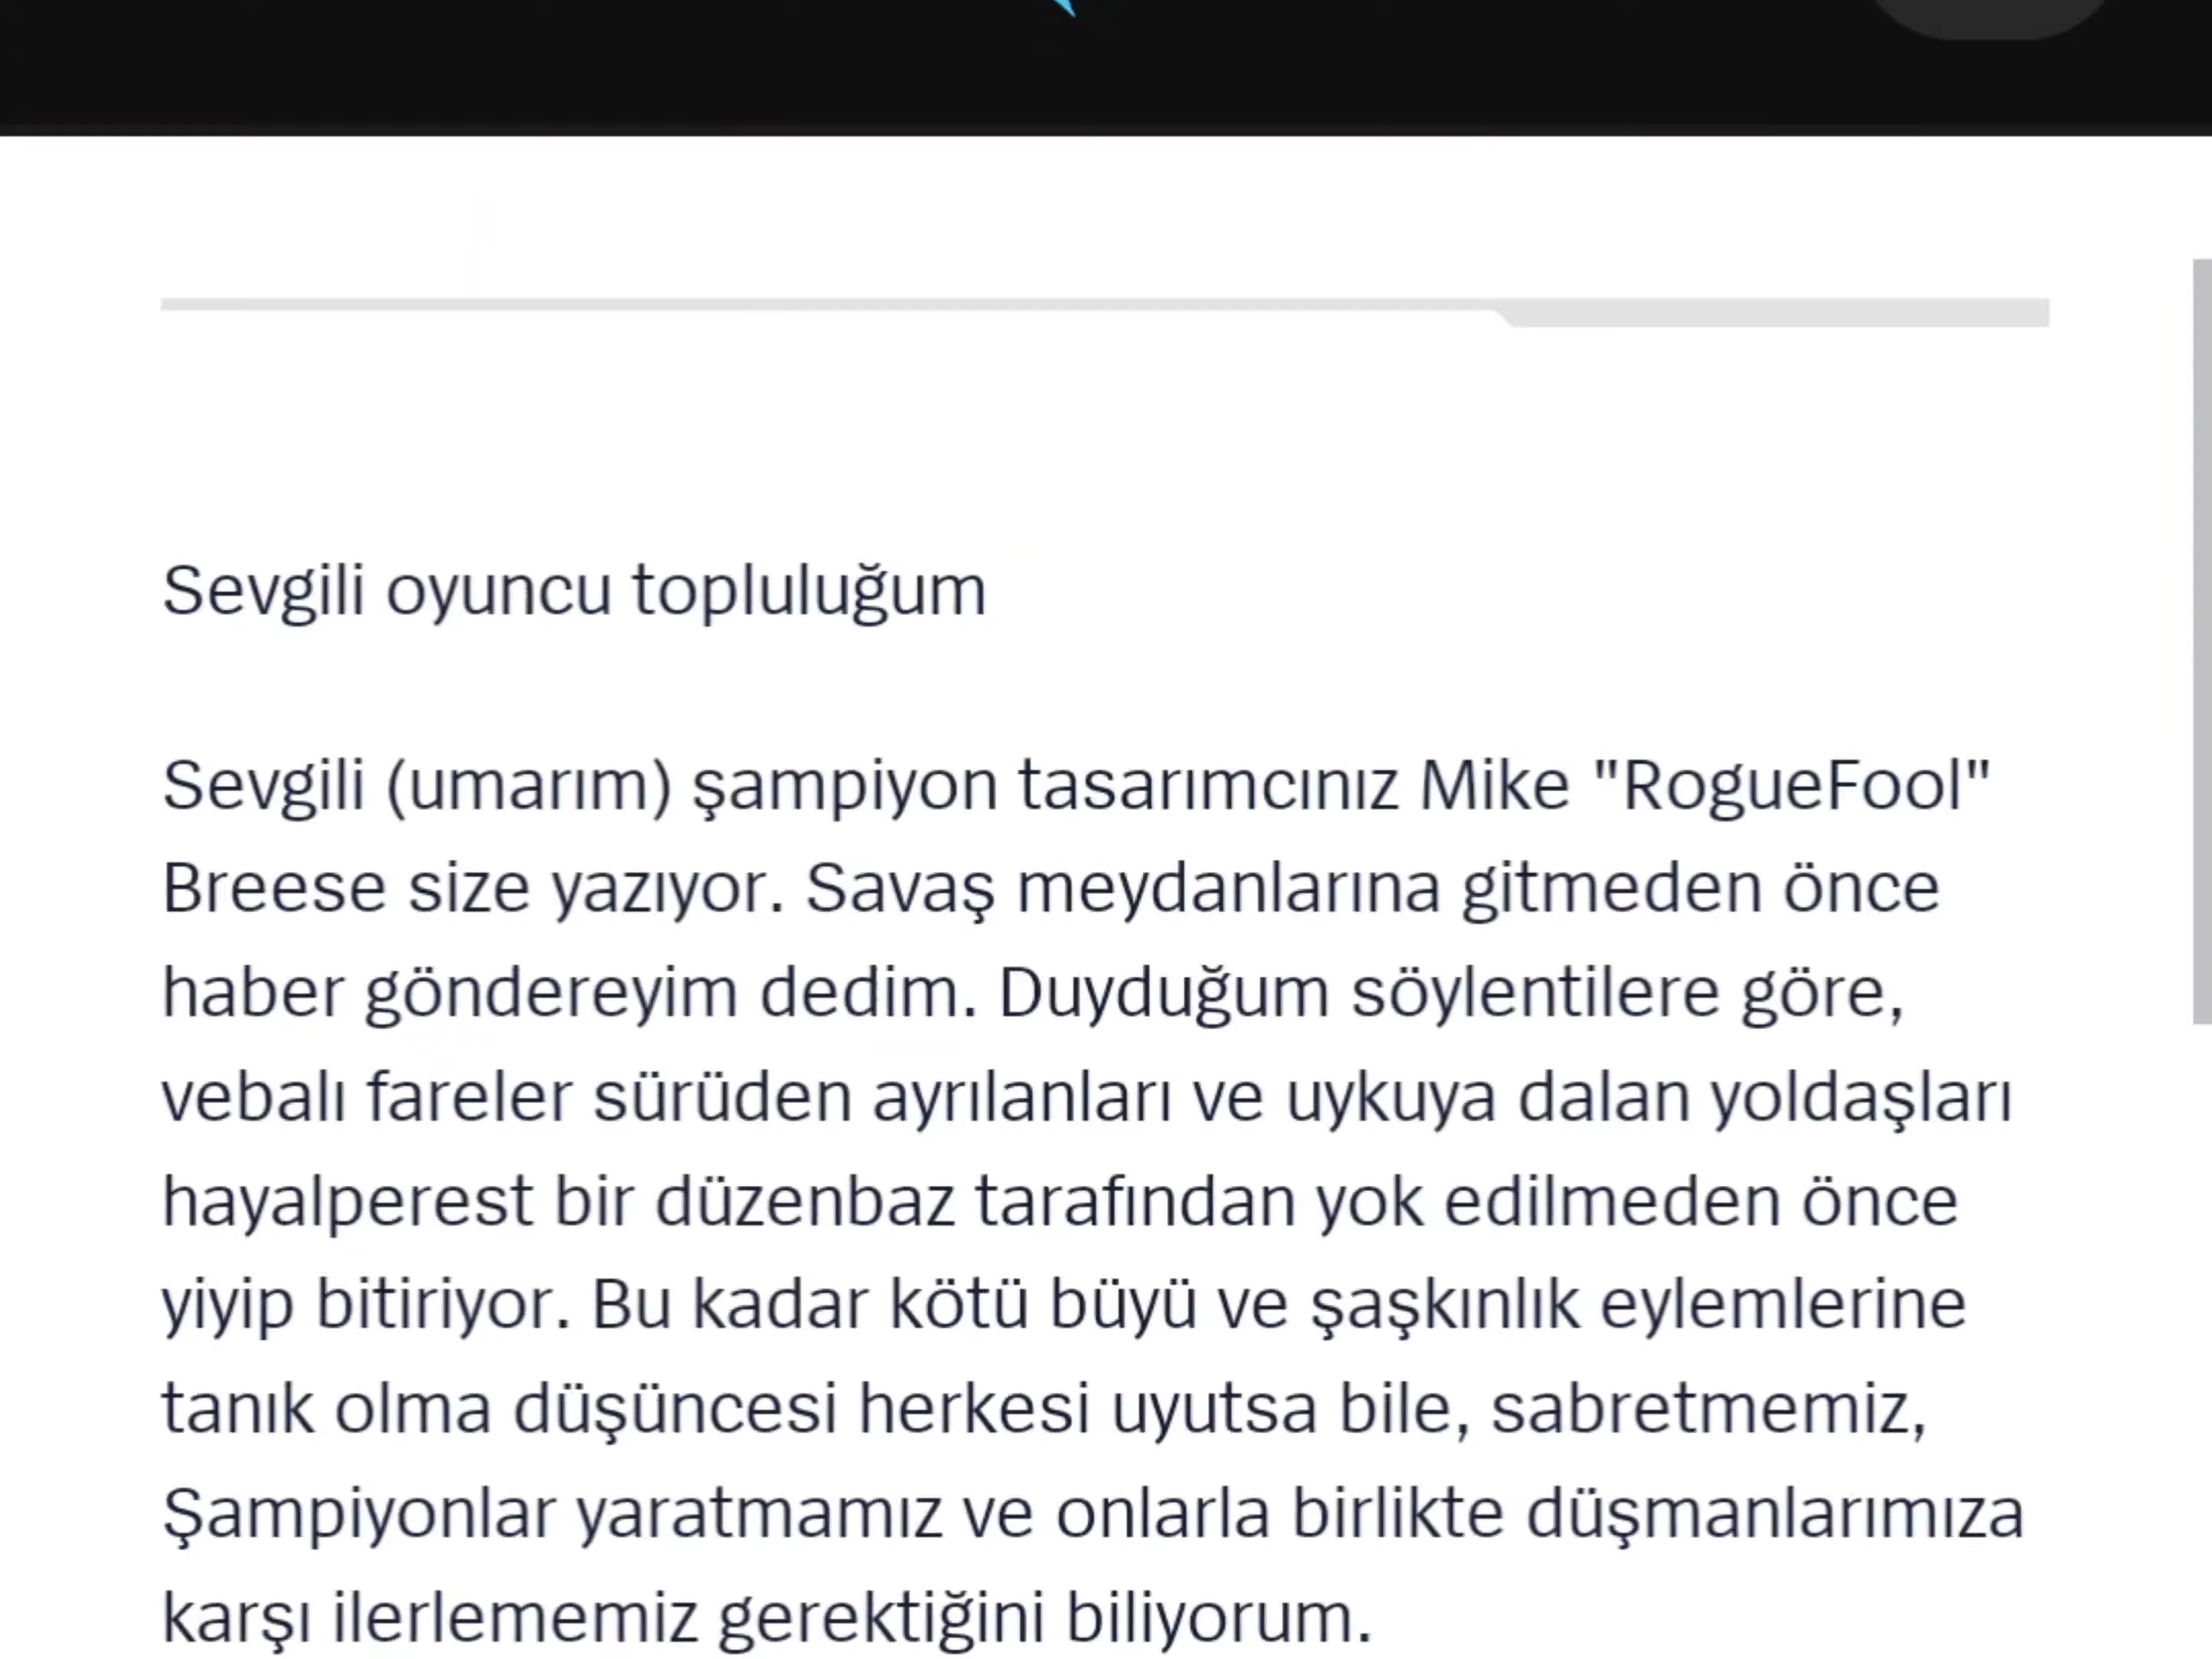 Sevgili oyuncu topluluğum
Sevgili (umarım) şampiyon tasarımcınız Mike "RogueFool"
Breese size yazıyor. Savaş meydanlarına gitmeden önce
haber göndereyim dedim. Duyduğum söylentilere göre,
vebalı fareler sürüden ayrılanları ve uykuya dalan yoldaşları
hayalperest bir düzenbaz tarafından yok edilmeden önce
yiyip bitiriyor. Bu kadar kötü büyü ve şaşkınlık eylemlerine
tanık olma düşüncesi herkesi uyutsa bile, sabretmemiz,
Şampiyonlar yaratmamız ve onlarla birlikte düşmanlarımıza
karşı ilerlememiz gerektiğini biliyorum.